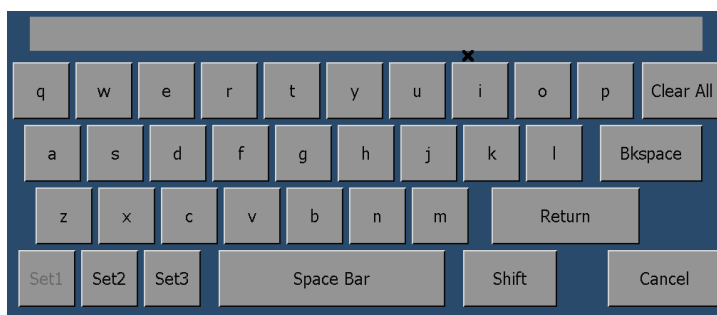 q w e r t y u i o p Clear All
a s d f g h j k l Bkspace
z x c v b n m Return
Set1 Set2 Set3 Space Bar Shift Cancel